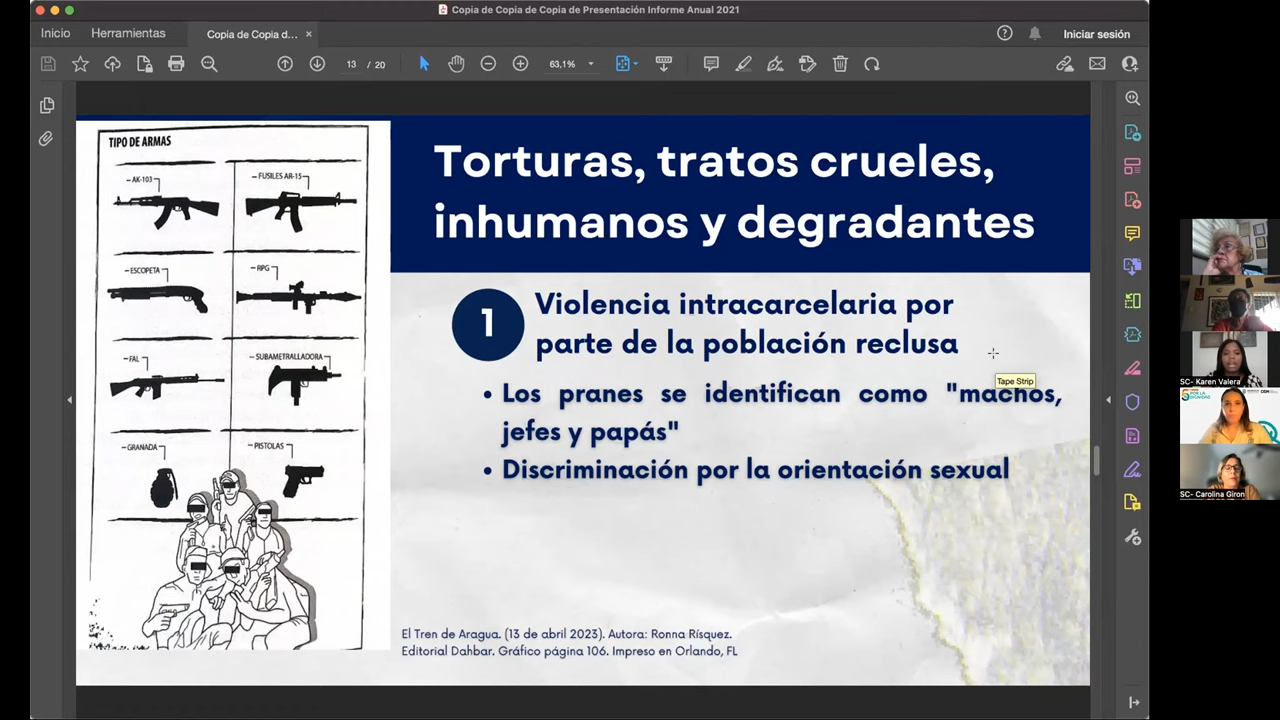 Copia de Copia de Copia de Presentación Informe Anual 2021
Inicio
Herramientas
Copia de Copia d... ×
Iniciar sesión
13 / 20
63,1%
TIPO DE ARMAS
AK-103
FUSILES AR-15
ESCOPETA
RPG
FAL
SUBAMETRALLADORA
GRANADA
PISTOLAS
Torturas, tratos crueles,
inhumanos y degradantes
1
Violencia intracarcelaria por
parte de la población reclusa
• Los pranes se identifican como "machos,
jefes y papás"
• Discriminación por la orientación sexual
Tape Strip
El Tren de Aragua. (13 de abril 2023). Autora: Ronna Rísquez.
Editorial Dahbar. Gráfico página 106. Impreso en Orlando, FL
SC- Karen Valera
SC- Carolina Giron